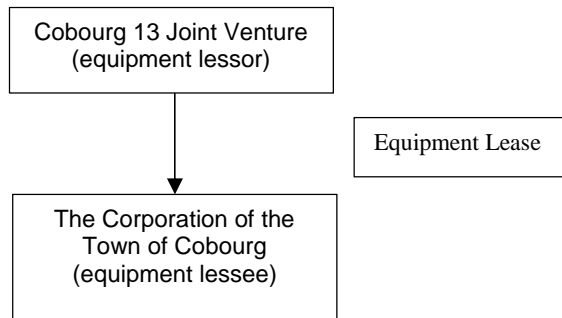 Cobourg 13 Joint Venture
(equipment lessor)
Equipment Lease
The Corporation of the
Town of Cobourg
(equipment lessee)